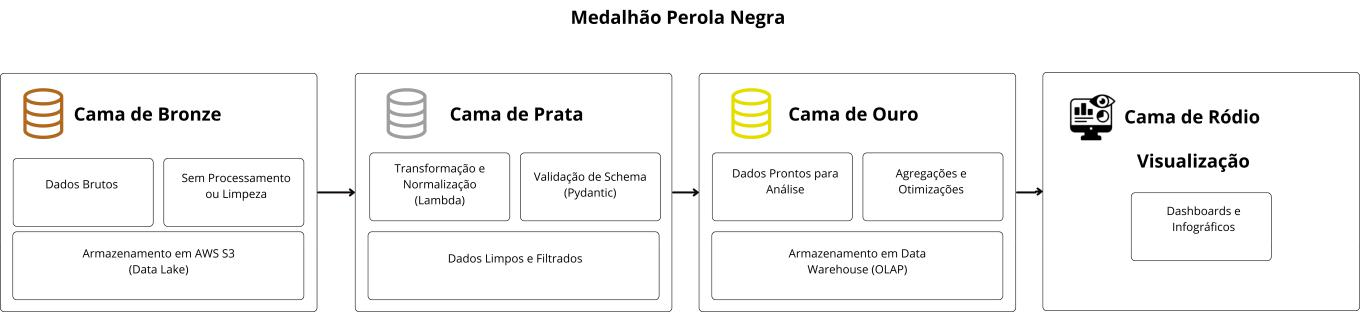 Medalhão Perola Negra
Cama de Bronze
Dados Brutos
Sem Processamento
ou Limpeza
Armazenamento em AWS S3
(Data Lake)
Cama de Prata
Transformação e
Normalização
(Lambda)
Validação de Schema
(Pydantic)
Dados Limpos e Filtrados
Cama de Ouro
Dados Prontos para
Análise
Agregações e
Otimizações
Armazenamento em Data
Warehouse (OLAP)
Cama de Ródio
Visualização
Dashboards e
Infográficos